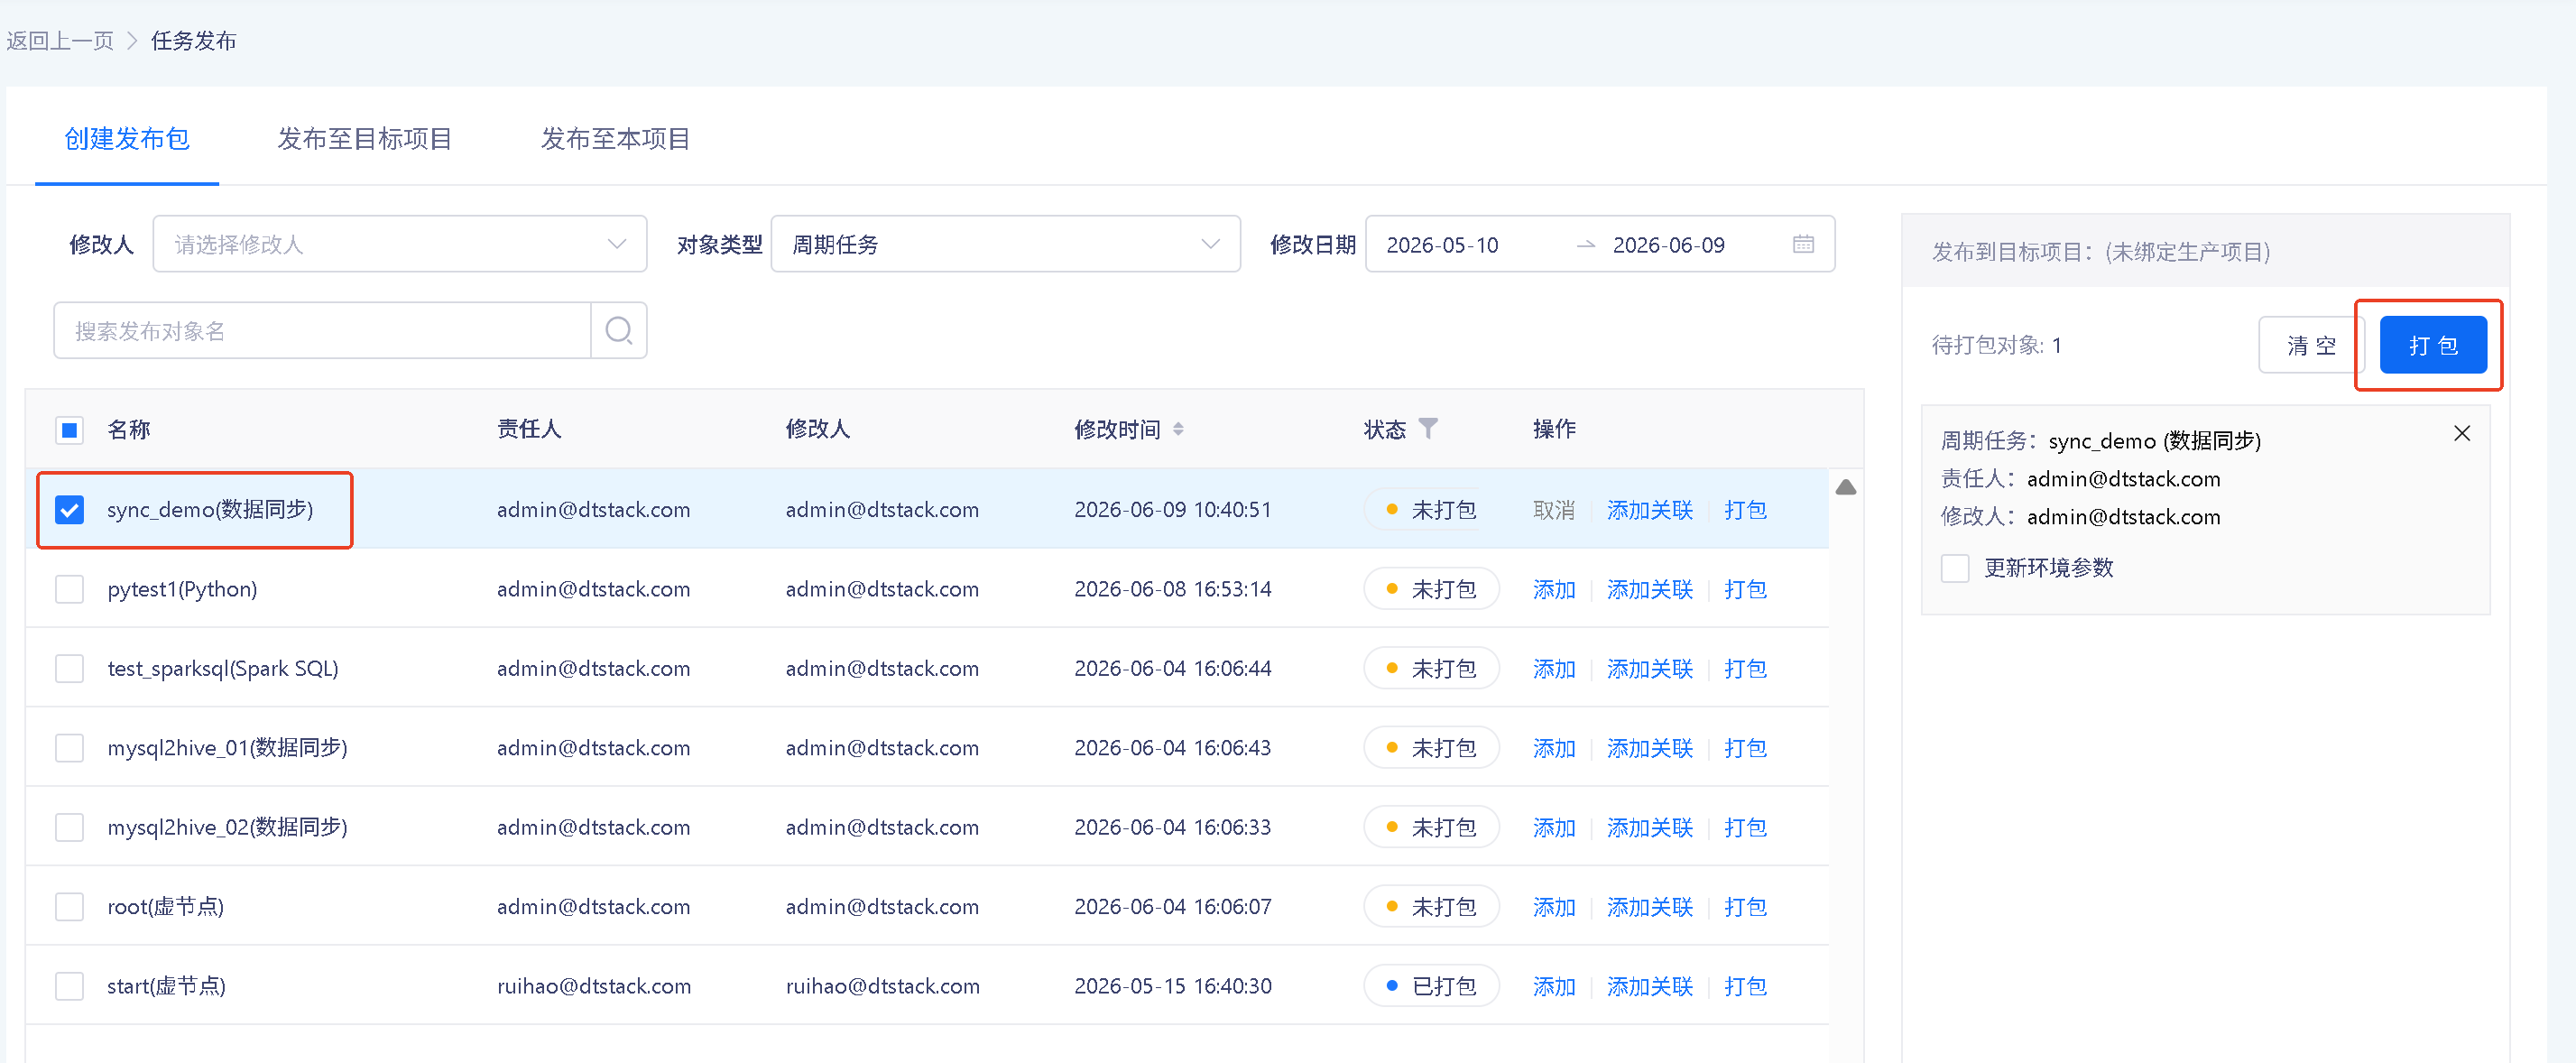 返回上一页 > 任务发布
创建发布包 发布至目标项目 发布至本项目
修改人 请选择修改人 对象类型 周期任务 修改日期 2026-05-10 → 2026-06-09
搜索发布对象名
名称 责任人 修改人 修改时间 状态 操作
sync_demo(数据同步) admin@dtstack.com admin@dtstack.com 2026-06-09 10:40:51 未打包 取消 添加关联 打包
pytest1(Python) admin@dtstack.com admin@dtstack.com 2026-06-08 16:53:14 未打包 添加 添加关联 打包
test_sparksql(Spark SQL) admin@dtstack.com admin@dtstack.com 2026-06-04 16:06:44 未打包 添加 添加关联 打包
mysql2hive_01(数据同步) admin@dtstack.com admin@dtstack.com 2026-06-04 16:06:43 未打包 添加 添加关联 打包
mysql2hive_02(数据同步) admin@dtstack.com admin@dtstack.com 2026-06-04 16:06:33 未打包 添加 添加关联 打包
root(虚节点) admin@dtstack.com admin@dtstack.com 2026-06-04 16:06:07 未打包 添加 添加关联 打包
start(虚节点) ruihao@dtstack.com ruihao@dtstack.com 2026-05-15 16:40:30 已打包 添加 添加关联 打包
发布到目标项目：(未绑定生产项目)
待打包对象: 1 清空 打包
周期任务：sync_demo (数据同步)
责任人：admin@dtstack.com
修改人：admin@dtstack.com
更新环境参数